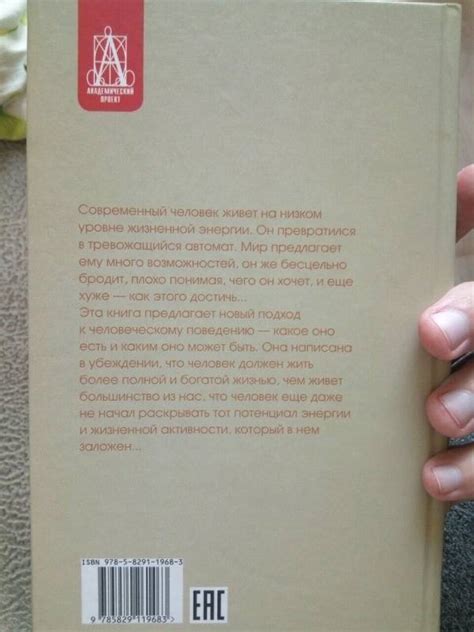 АКАДЕМИЧЕСКИЙ
ПРОЕКТ
Современный человек живет на низком
уровне жизненной энергии. Он превратился
в тревожащийся автомат. Мир предлагает
ему много возможностей, он же бесцельно
бродит, плохо понимая, чего он хочет, и еще
хуже — как этого достичь...
Эта книга предлагает новый подход
к человеческому поведению — какое оно
есть и каким оно может быть. Она написана
в убеждении, что человек должен жить
более полной и богатой жизнью, чем живет
большинство из нас, что человек еще даже
не начал раскрывать тот потенциал энергии
и жизненной активности, который в нем
заложен...
ISBN 978-5-8291-1968-3
9 785829 119683
EAC